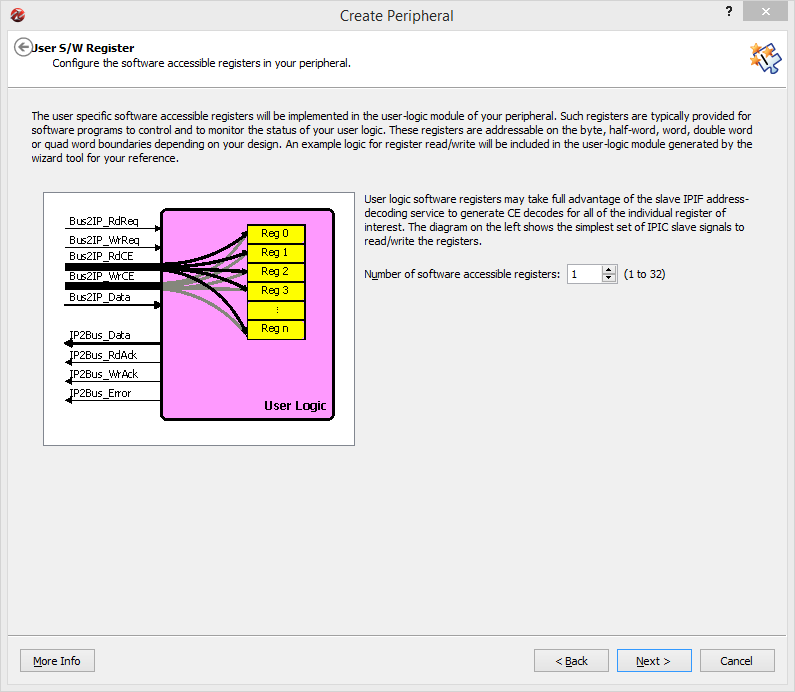 Create Peripheral
?
User S/W Register
Configure the software accessible registers in your peripheral.
The user specific software accessible registers will be implemented in the user-logic module of your peripheral. Such registers are typically provided for
software programs to control and to monitor the status of your user logic. These registers are addressable on the byte, half-word, word, double word
or quad word boundaries depending on your design. An example logic for register read/write will be included in the user-logic module generated by the
wizard tool for your reference.
User logic software registers may take full advantage of the slave IPIF address-
decoding service to generate CE decodes for all of the individual register of
interest. The diagram on the left shows the simplest set of IPIC slave signals to
read/write the registers.
Number of software accessible registers: 1 (1 to 32)
Bus2IP_RdReq
Bus2IP_WrReq
Bus2IP_RdCE
Bus2IP_WrCE
Bus2IP_Data
IP2Bus_Data
IP2Bus_RdAck
IP2Bus_WrAck
IP2Bus_Error
Reg 0
Reg 1
Reg 2
Reg 3
:
Reg n
User Logic
More Info
< Back
Next >
Cancel